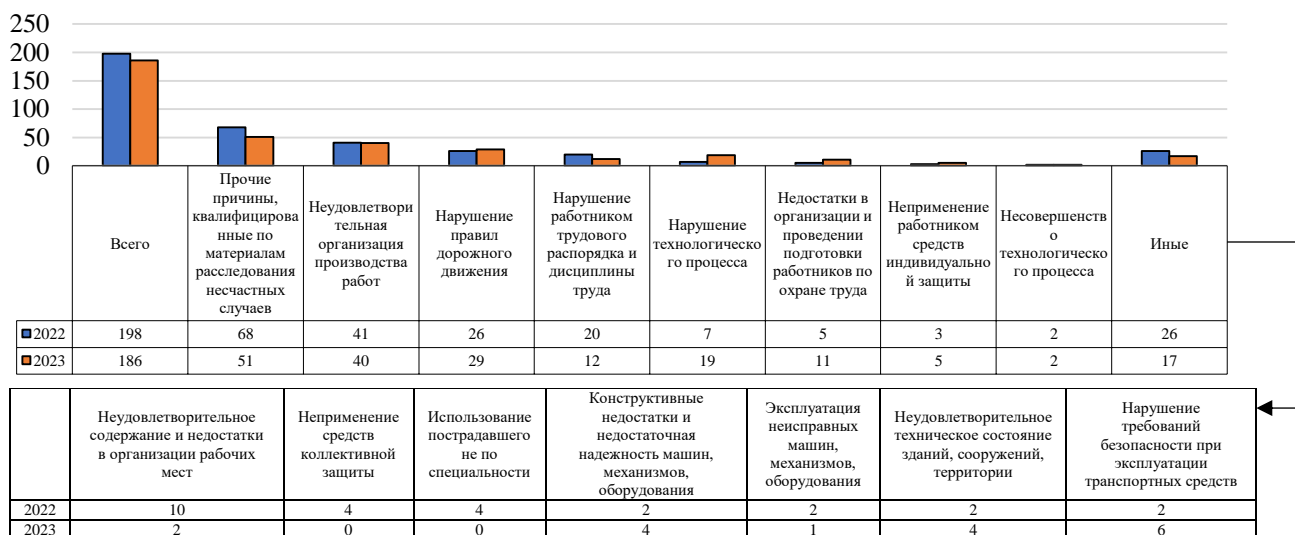 250
200
150
100
50
0
Всего
Прочие
причины,
квалифицирова
нные по
материалам
расследования
несчастных
случаев
Неудовлетвори
тельная
организация
производства
работ
Нарушение
правил
дорожного
движения
Нарушение
работником
трудового
распорядка и
дисциплины
труда
Нарушение
технологическо
го процесса
Недостатки в
организации и
проведении
подготовки
работников по
охране труда
Неприменение
работником
средств
индивидуально
й защиты
Несовершенств
о
технологическо
го процесса
Иные
2022 198 68 41 26 20 7 5 3 2 26
2023 186 51 40 29 12 19 11 5 2 17
Неудовлетворительное
содержание и недостатки
в организации рабочих
мест
Неприменение
средств
коллективной
защиты
Использование
пострадавшего
не по
специальности
Конструктивные
недостатки и
недостаточная
надежность машин,
механизмов,
оборудования
Эксплуатация
неисправных
машин,
механизмов,
оборудования
Неудовлетворительное
техническое состояние
зданий, сооружений,
территории
Нарушение
требований
безопасности при
эксплуатации
транспортных средств
2022 10 4 4 2 2 2 2
2023 2 0 0 4 1 4 6